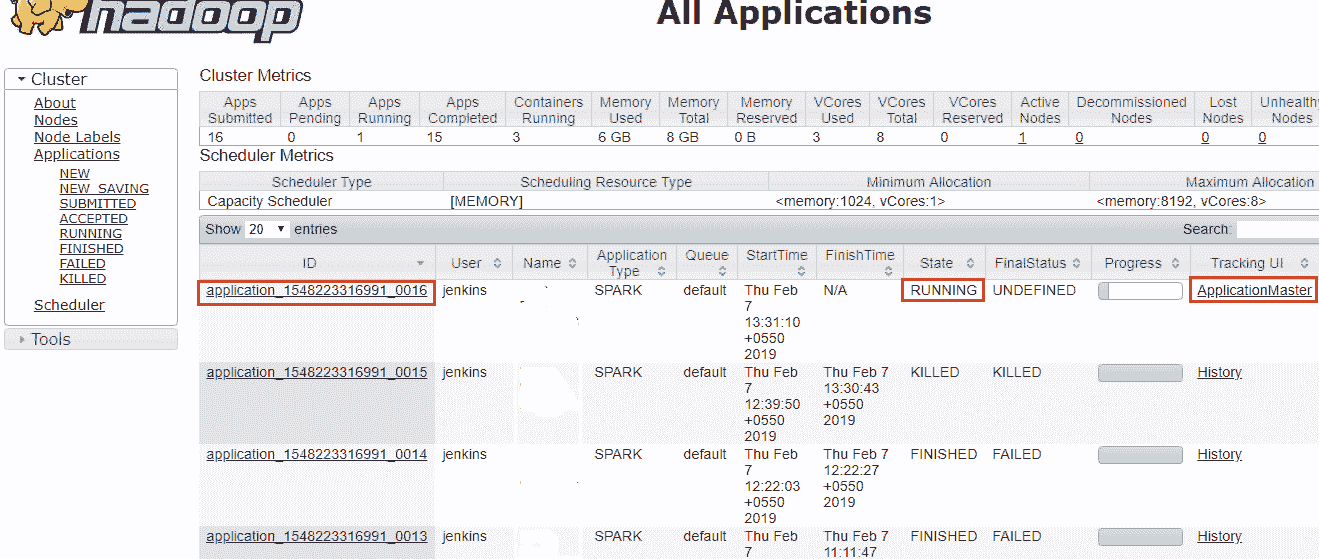 hadoop
All Applications
Cluster
About
Nodes
Node Labels
Applications
NEW
NEW_SAVING
SUBMITTED
ACCEPTED
RUNNING
FINISHED
FAILED
KILLED
Scheduler
Tools
Cluster Metrics
Apps Submitted Apps Pending Apps Running Apps Completed Containers Running Memory Used Memory Total Memory Reserved VCores Used VCores Total VCores Reserved Active Nodes Decommissioned Nodes Lost Nodes Unhealthy Nodes
16 0 1 15 3 6 GB 8 GB 0 B 3 8 0 1 0 0 0
Scheduler Metrics
Scheduler Type Scheduling Resource Type Minimum Allocation Maximum Allocation
Capacity Scheduler [MEMORY] <memory:1024, vCores:1> <memory:8192, vCores:8>
Show 20 entries Search:
ID User Name Application Type Queue StartTime FinishTime State FinalStatus Progress Tracking UI
application_1548223316991_0016 jenkins SPARK default Thu Feb N/A RUNNING UNDEFINED ApplicationMaster
7
13:31:10
+0550
2019
application_1548223316991_0015 jenkins SPARK default Thu Feb Thu Feb 7 KILLED KILLED History
7 13:30:43
12:39:50 +0550
+0550 2019
2019
application_1548223316991_0014 jenkins SPARK default Thu Feb Thu Feb 7 FINISHED FAILED History
7 12:22:27
12:22:03 +0550
+0550 2019
2019
application_1548223316991_0013 jenkins SPARK default Thu Feb Thu Feb 7 FINISHED FAILED History
7 11:11:47